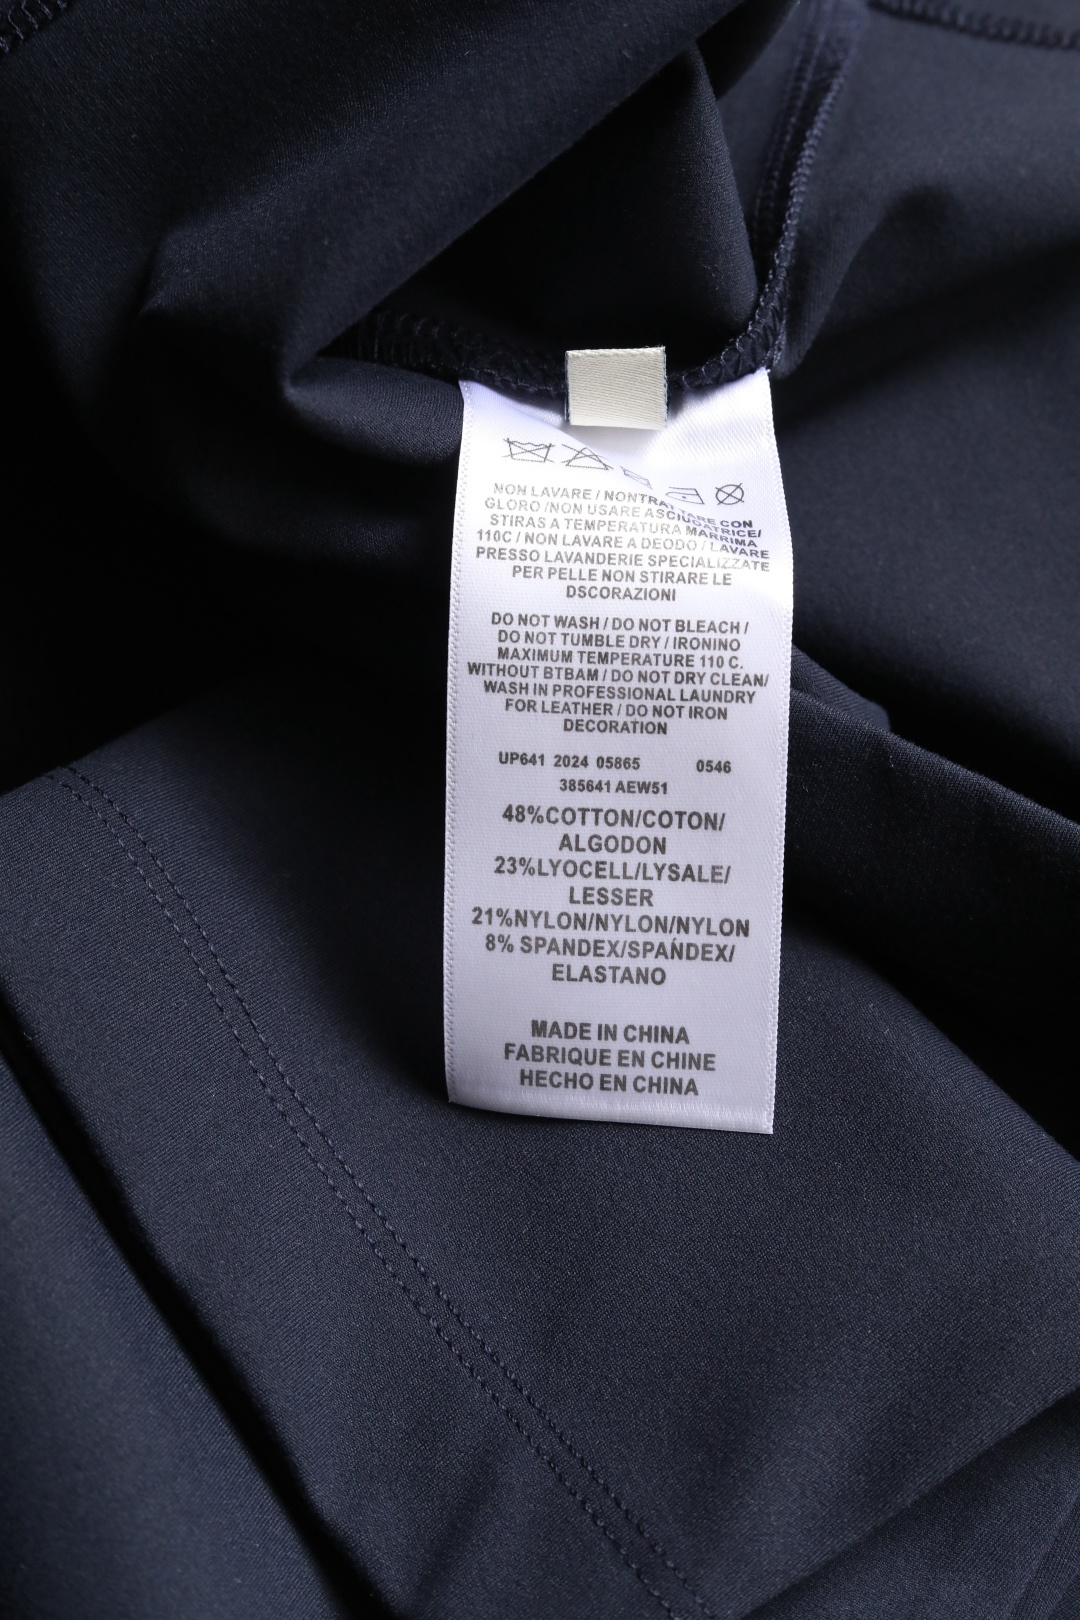 NON LAVARE / NONTRATTARE CON
GLORO /NON USARE ASCIUGATRICE/
STIRAS A TEMPERATURA MARRIMA
110C / NON LAVARE A DEODO / LAVARE
PRESSO LAVANDERIE SPECIALIZZATE
PER PELLE NON STIRARE LE
DSCORAZIONI
DO NOT WASH / DO NOT BLEACH /
DO NOT TUMBLE DRY / IRONINO
MAXIMUM TEMPERATURE 110 C.
WITHOUT BTBAM / DO NOT DRY CLEAN/
WASH IN PROFESSIONAL LAUNDRY
FOR LEATHER / DO NOT IRON
DECORATION
UP641 2024 05865 0546
385641 AEW51
48%COTTON/COTON/
ALGODON
23%LYOCELL/LYSALE/
LESSER
21%NYLON/NYLON/NYLON
8% SPANDEX/SPAŃDEX/
ELASTANO
MADE IN CHINA
FABRIQUE EN CHINE
HECHO EN CHINA